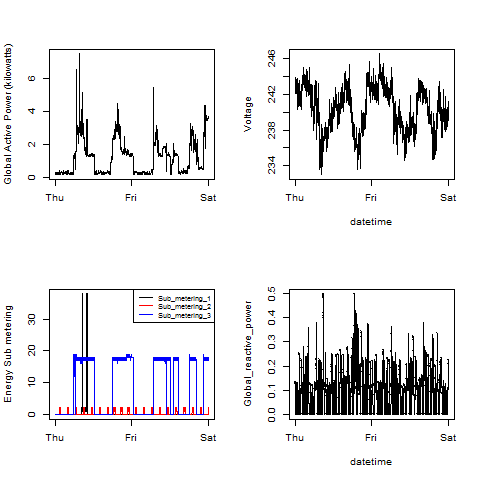 Global Active Power (kilowatts)
0 2 4 6
Thu Fri Sat
Voltage
234 238 242 246
Thu Fri Sat
datetime
Energy Sub metering
0 10 20 30
Sub_metering_1
Sub_metering_2
Sub_metering_3
Thu Fri Sat
Global_reactive_power
0.0 0.1 0.2 0.3 0.4 0.5
Thu Fri Sat
datetime